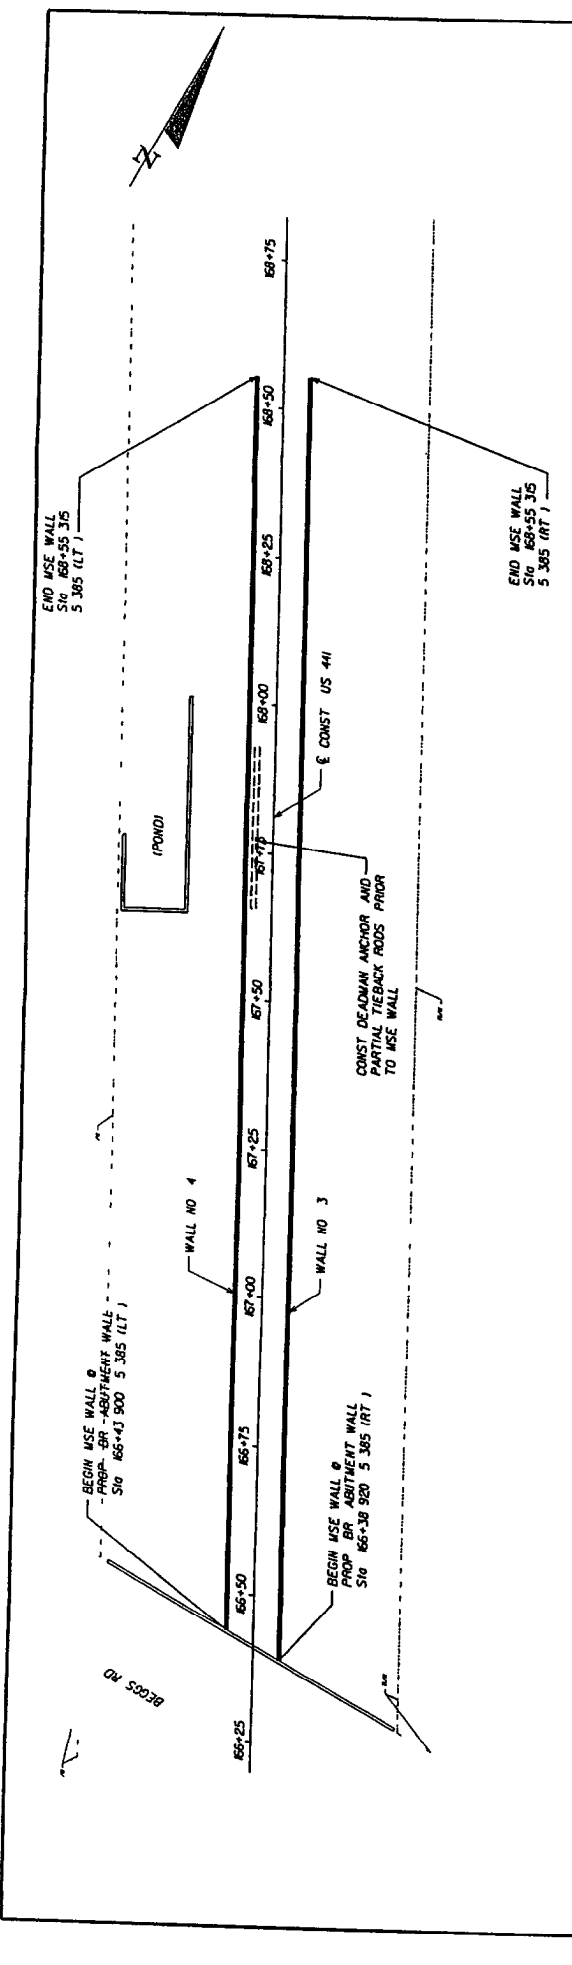 N
END MSE WALL
Sta 168+55 315
5 385 (LT )
END MSE WALL
Sta 168+55 315
5 385 (RT )
168+75
168+50
168+25
168+00
167+75
167+50
167+25
167+00
166+75
166+50
166+25
(POND)
℄ CONST US 441
CONST DEADMAN ANCHOR AND
PARTIAL TIEBACK RODS PRIOR
TO MSE WALL
WALL NO 4
WALL NO 3
BEGIN MSE WALL @
PROP BR ABUTMENT WALL
Sta 166+43 900 5 385 (LT )
BEGIN MSE WALL @
PROP BR ABUTMENT WALL
Sta 166+38 920 5 385 (RT )
BEGGS RD